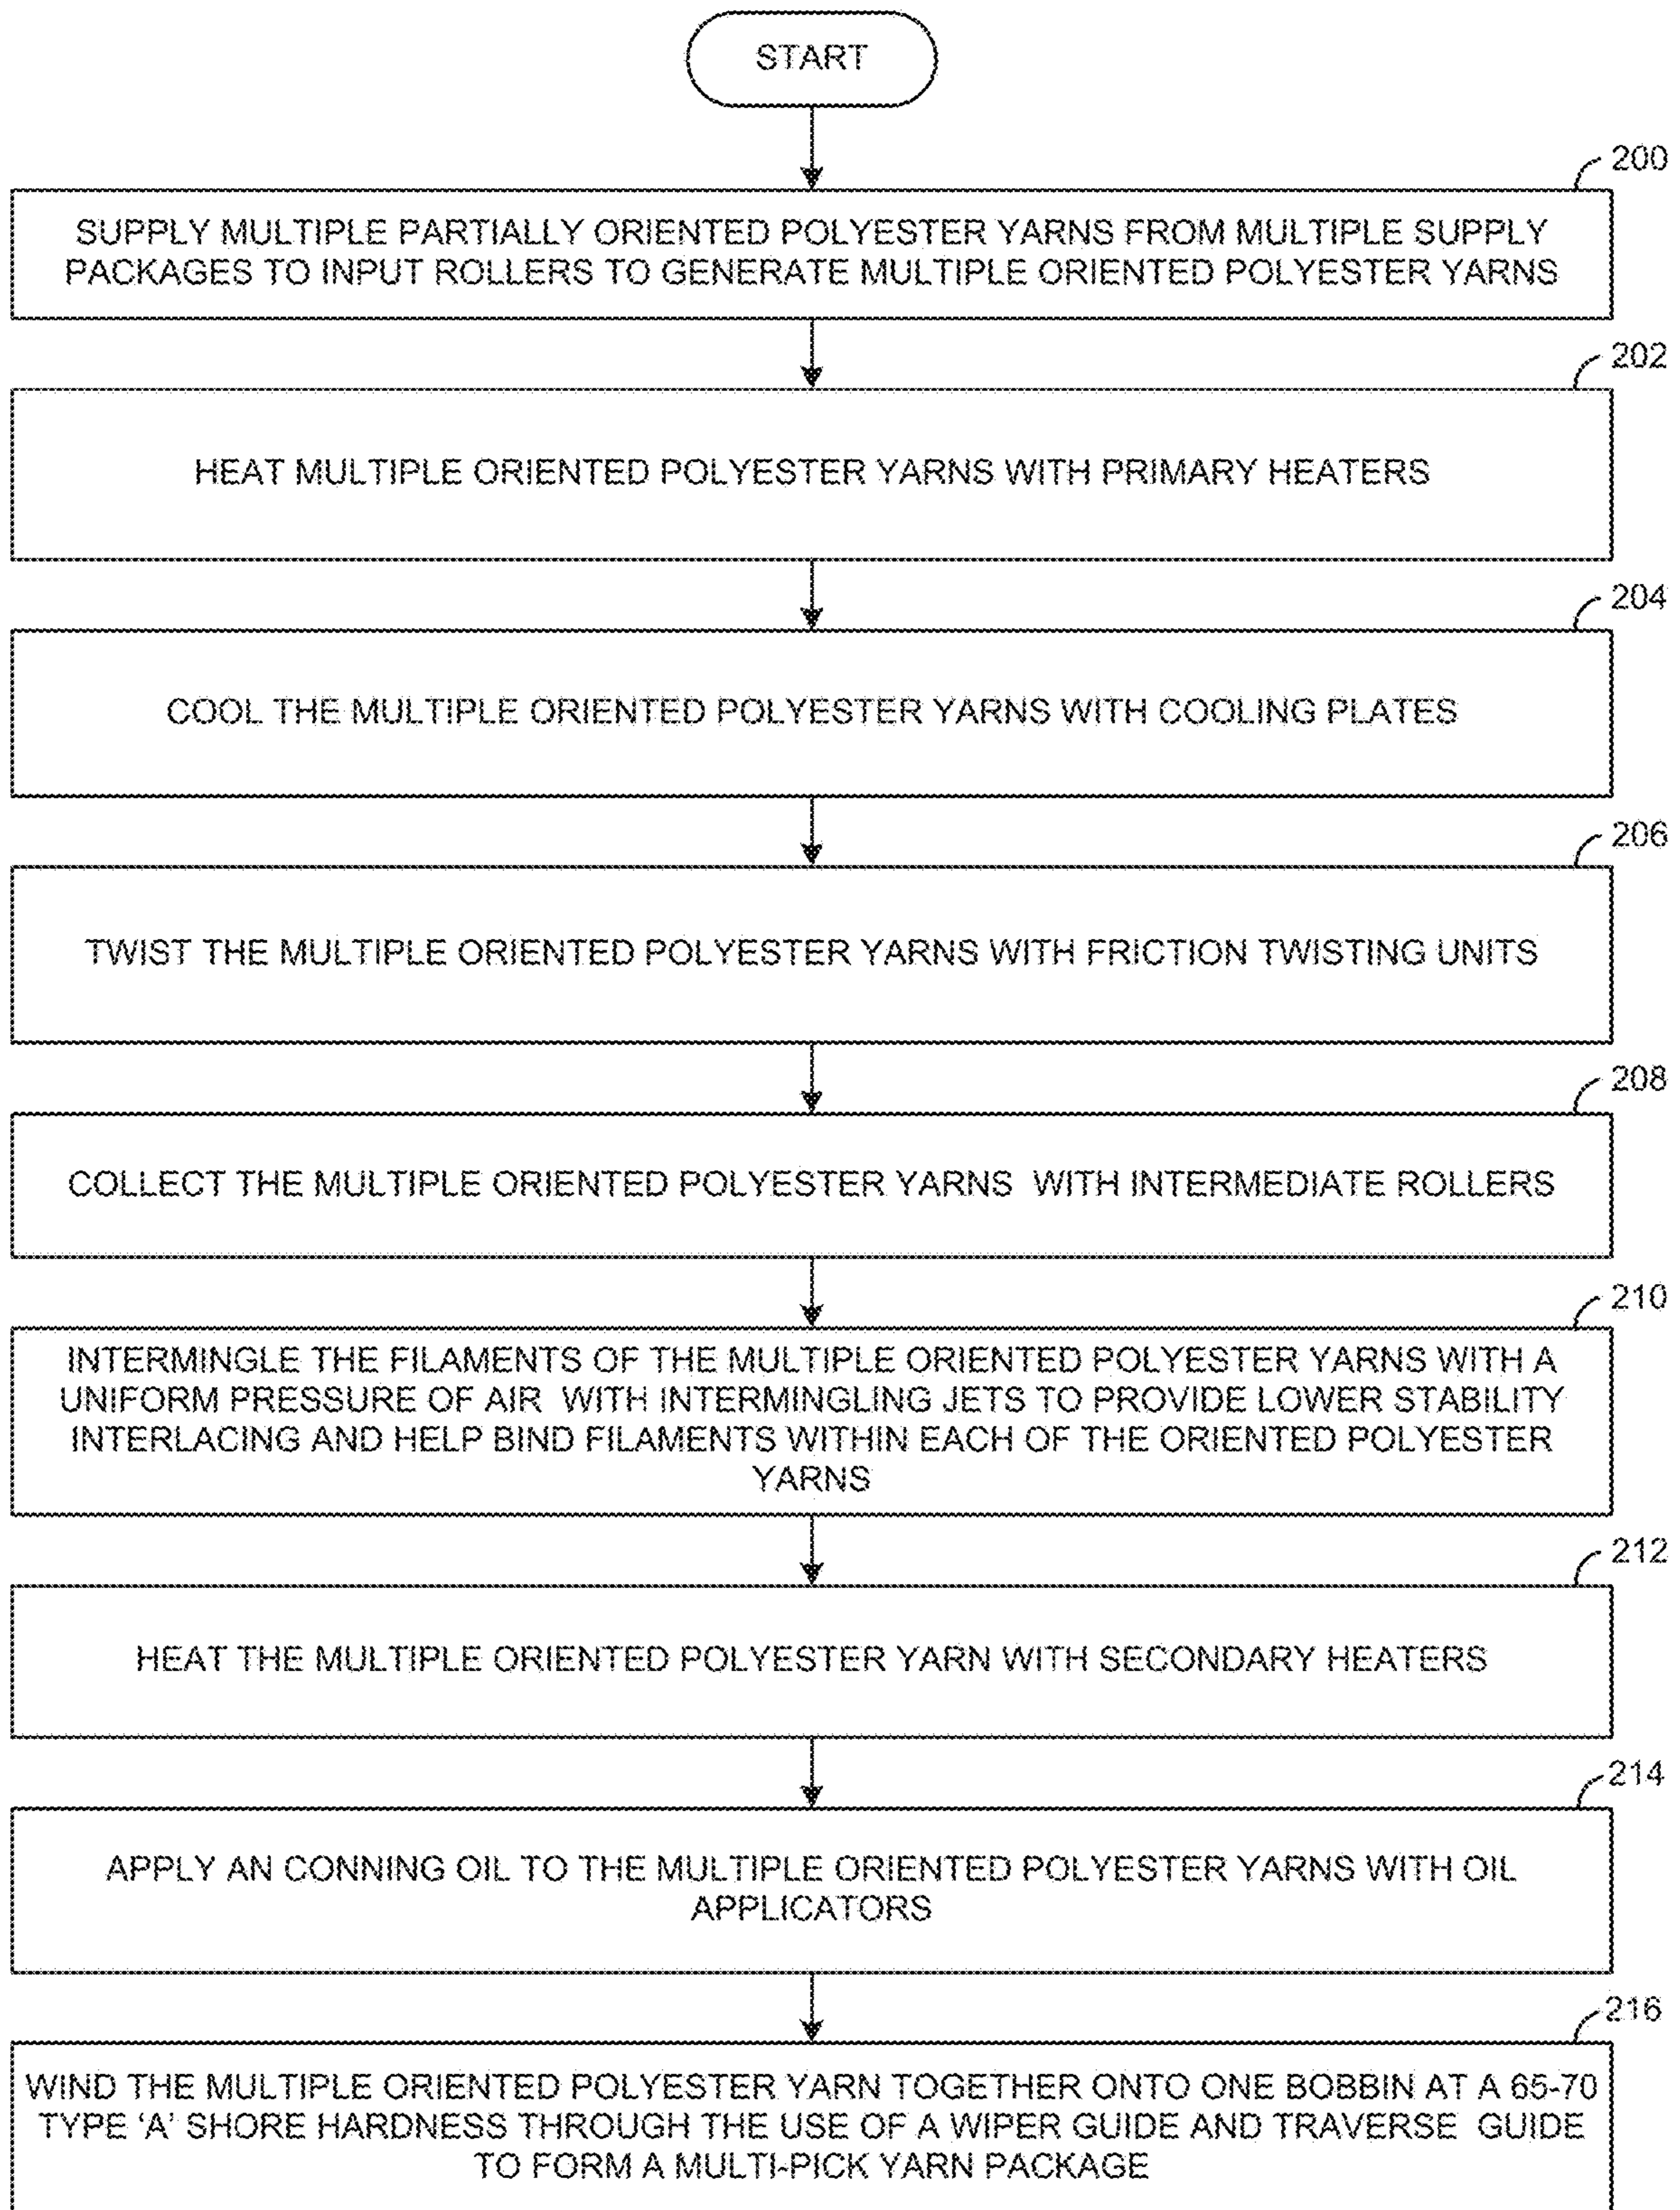 START
200
SUPPLY MULTIPLE PARTIALLY ORIENTED POLYESTER YARNS FROM MULTIPLE SUPPLY
PACKAGES TO INPUT ROLLERS TO GENERATE MULTIPLE ORIENTED POLYESTER YARNS
202
HEAT MULTIPLE ORIENTED POLYESTER YARNS WITH PRIMARY HEATERS
204
COOL THE MULTIPLE ORIENTED POLYESTER YARNS WITH COOLING PLATES
206
TWIST THE MULTIPLE ORIENTED POLYESTER YARNS WITH FRICTION TWISTING UNITS
208
COLLECT THE MULTIPLE ORIENTED POLYESTER YARNS WITH INTERMEDIATE ROLLERS
210
INTERMINGLE THE FILAMENTS OF THE MULTIPLE ORIENTED POLYESTER YARNS WITH A
UNIFORM PRESSURE OF AIR WITH INTERMINGLING JETS TO PROVIDE LOWER STABILITY
INTERLACING AND HELP BIND FILAMENTS WITHIN EACH OF THE ORIENTED POLYESTER
YARNS
212
HEAT THE MULTIPLE ORIENTED POLYESTER YARN WITH SECONDARY HEATERS
214
APPLY AN CONNING OIL TO THE MULTIPLE ORIENTED POLYESTER YARNS WITH OIL
APPLICATORS
216
WIND THE MULTIPLE ORIENTED POLYESTER YARN TOGETHER ONTO ONE BOBBIN AT A 65-70
TYPE ‘A’ SHORE HARDNESS THROUGH THE USE OF A WIPER GUIDE AND TRAVERSE GUIDE
TO FORM A MULTI-PICK YARN PACKAGE